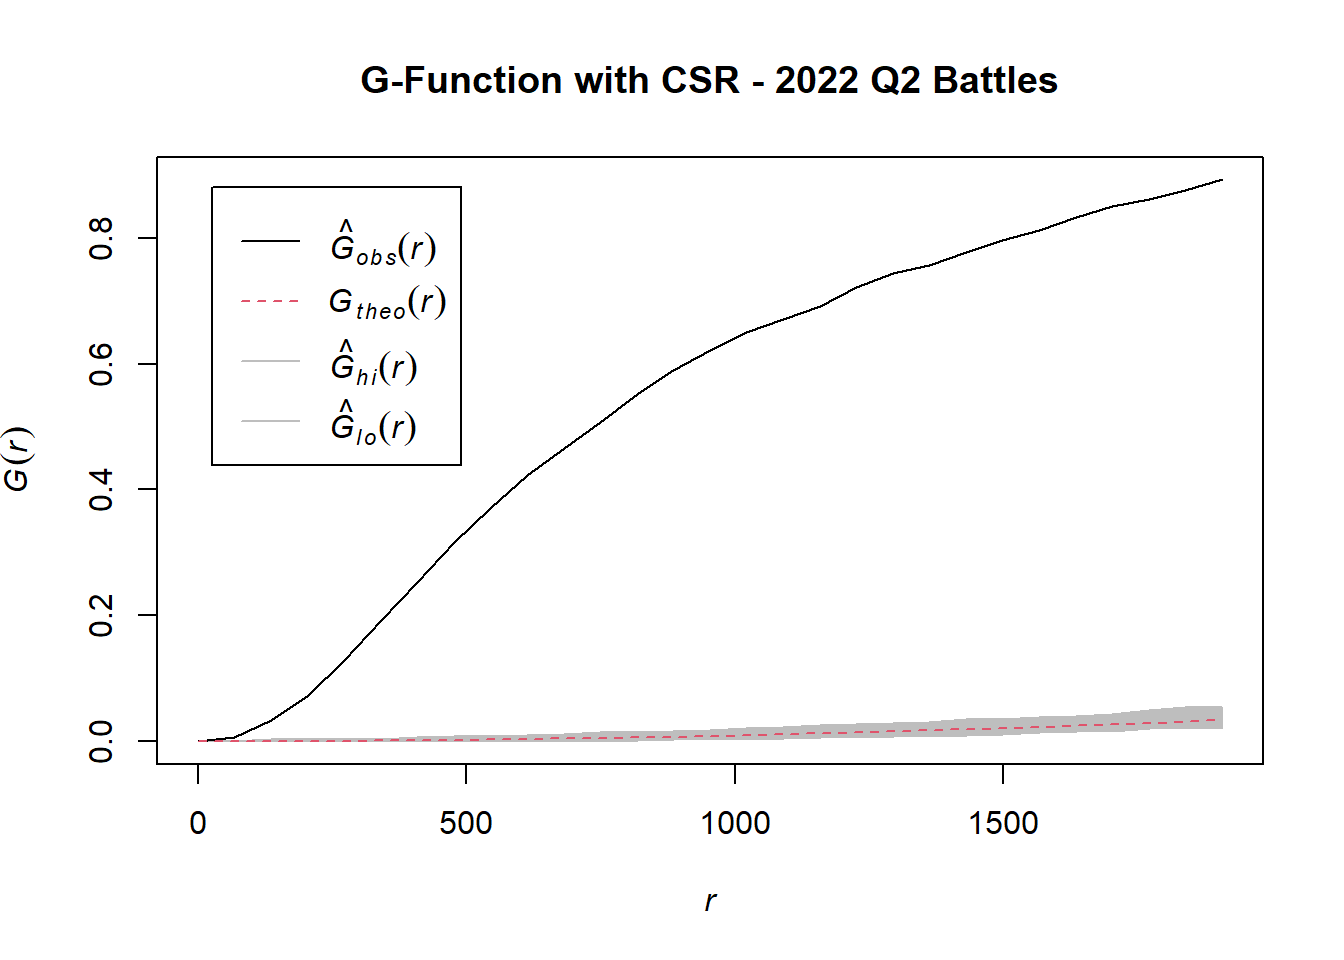 G-Function with CSR - 2022 Q2 Battles
Ĝobs(r)
Gtheo(r)
Ĝhi(r)
Ĝlo(r)
G(r)
0.8
0.6
0.4
0.2
0.0
0 500 1000 1500
r